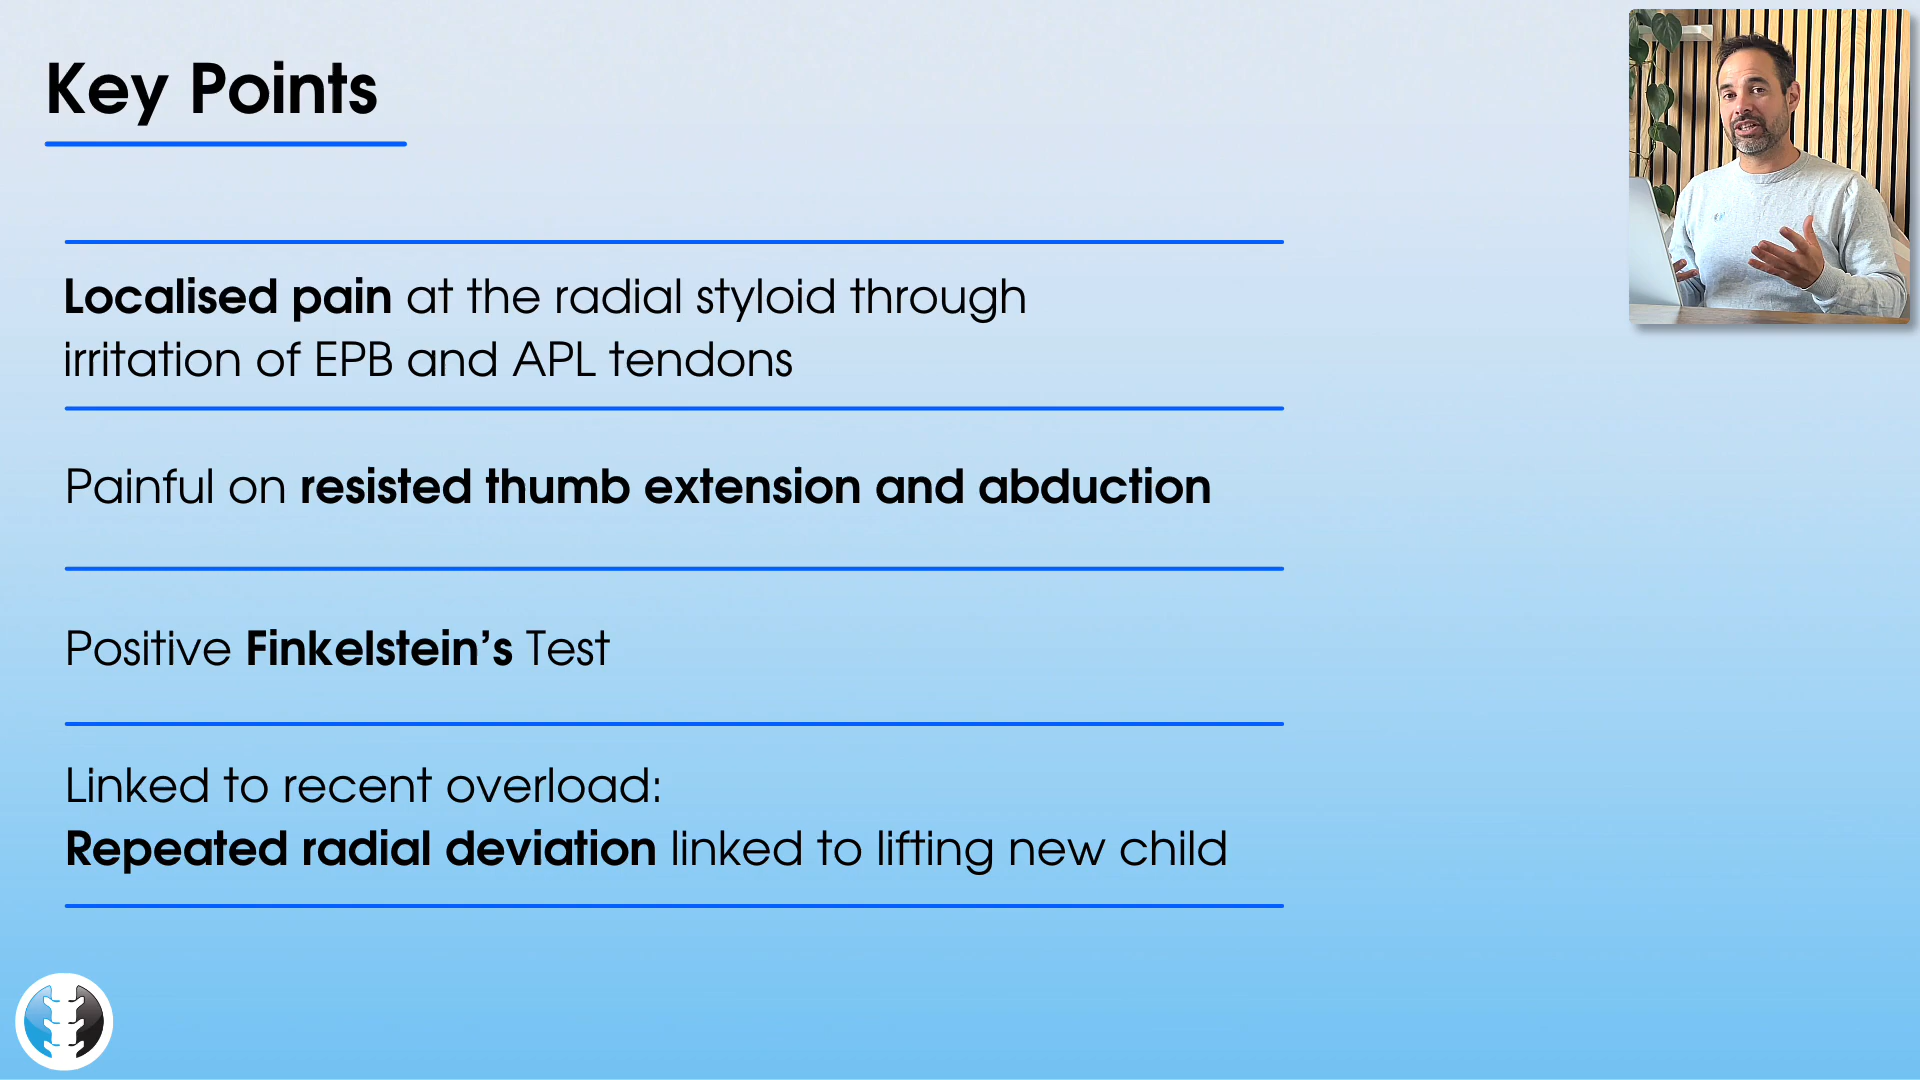 Key Points
Localised pain at the radial styloid through
irritation of EPB and APL tendons
Painful on resisted thumb extension and abduction
Positive Finkelstein’s Test
Linked to recent overload:
Repeated radial deviation linked to lifting new child